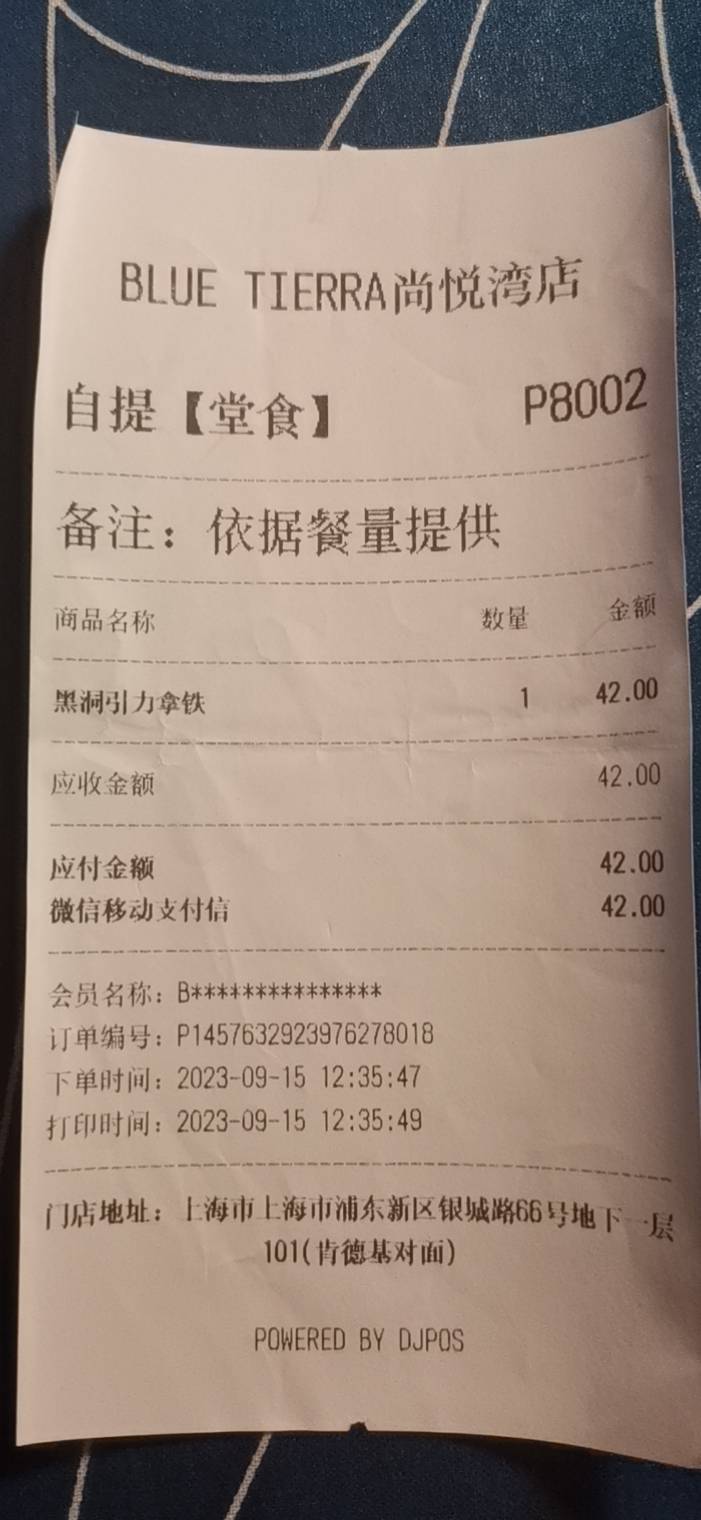 BLUE TIERRA尚悦湾店
自提【堂食】 P8002
备注：依据餐量提供
商品名称 数量 金额
黑洞引力拿铁 1 42.00
应收金额 42.00
应付金额 42.00
微信移动支付信 42.00
会员名称：B***************
订单编号：P1457632923976278018
下单时间：2023-09-15 12:35:47
打印时间：2023-09-15 12:35:49
门店地址：上海市上海市浦东新区银城路66号地下一层
101(肯德基对面)
POWERED BY DJPOS